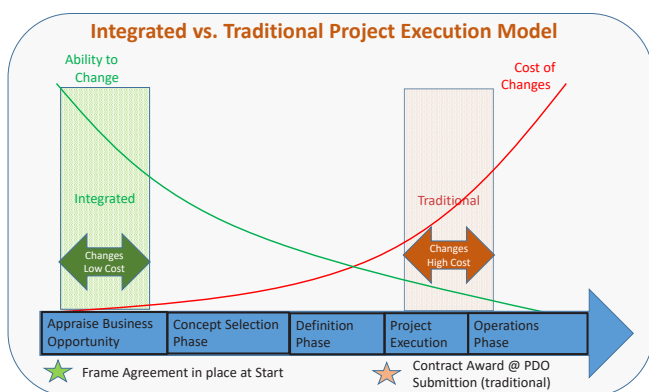 Integrated vs. Traditional Project Execution Model
Ability to
Change
Cost of
Changes
Integrated
Traditional
Changes
Low Cost
Changes
High Cost
Appraise Business
Opportunity
Concept Selection
Phase
Definition
Phase
Project
Execution
Operations
Phase
Frame Agreement in place at Start
Contract Award @ PDO
Submittion (traditional)